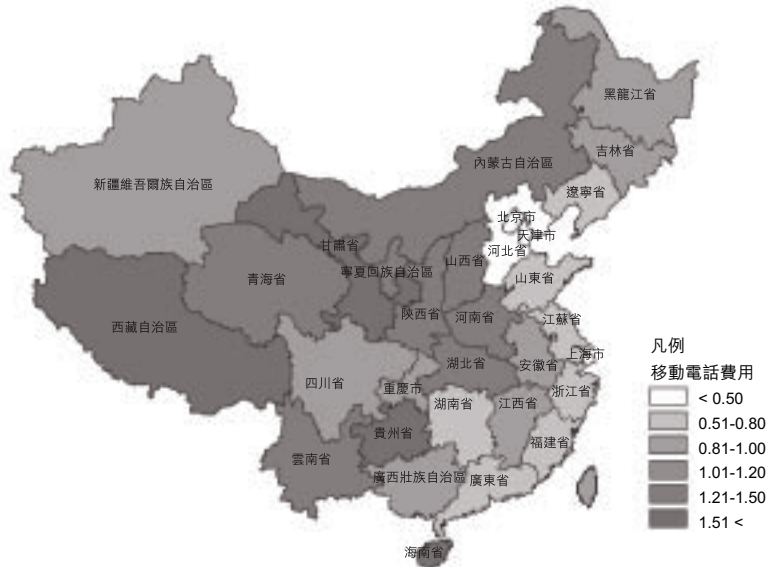 黑龍江省
內蒙古自治區
吉林省
新疆維吾爾族自治區
遼寧省
北京市
天津市
甘肅省
河北省
寧夏回族自治區
山西省
青海省
山東省
陝西省
河南省
江蘇省
西藏自治區
湖北省
安徽省
上海市
四川省
重慶市
浙江省
湖南省
江西省
貴州省
福建省
雲南省
廣西壯族自治區
廣東省
海南省
凡例
移動電話費用
< 0.50
0.51-0.80
0.81-1.00
1.01-1.20
1.21-1.50
1.51 <